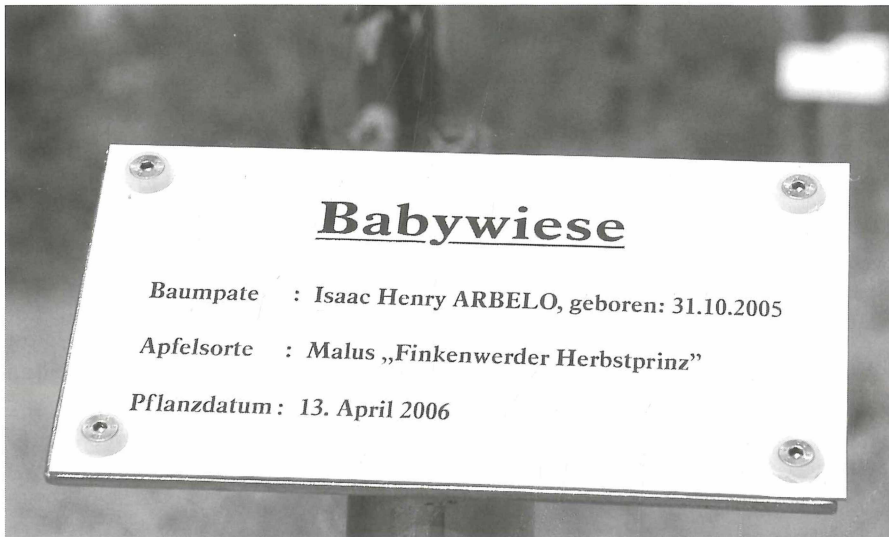 Babywiese
Baumpate : Isaac Henry ARBELO, geboren: 31.10.2005
Apfelsorte : Malus „Finkenwerder Herbstprinz”
Pflanzdatum : 13. April 2006